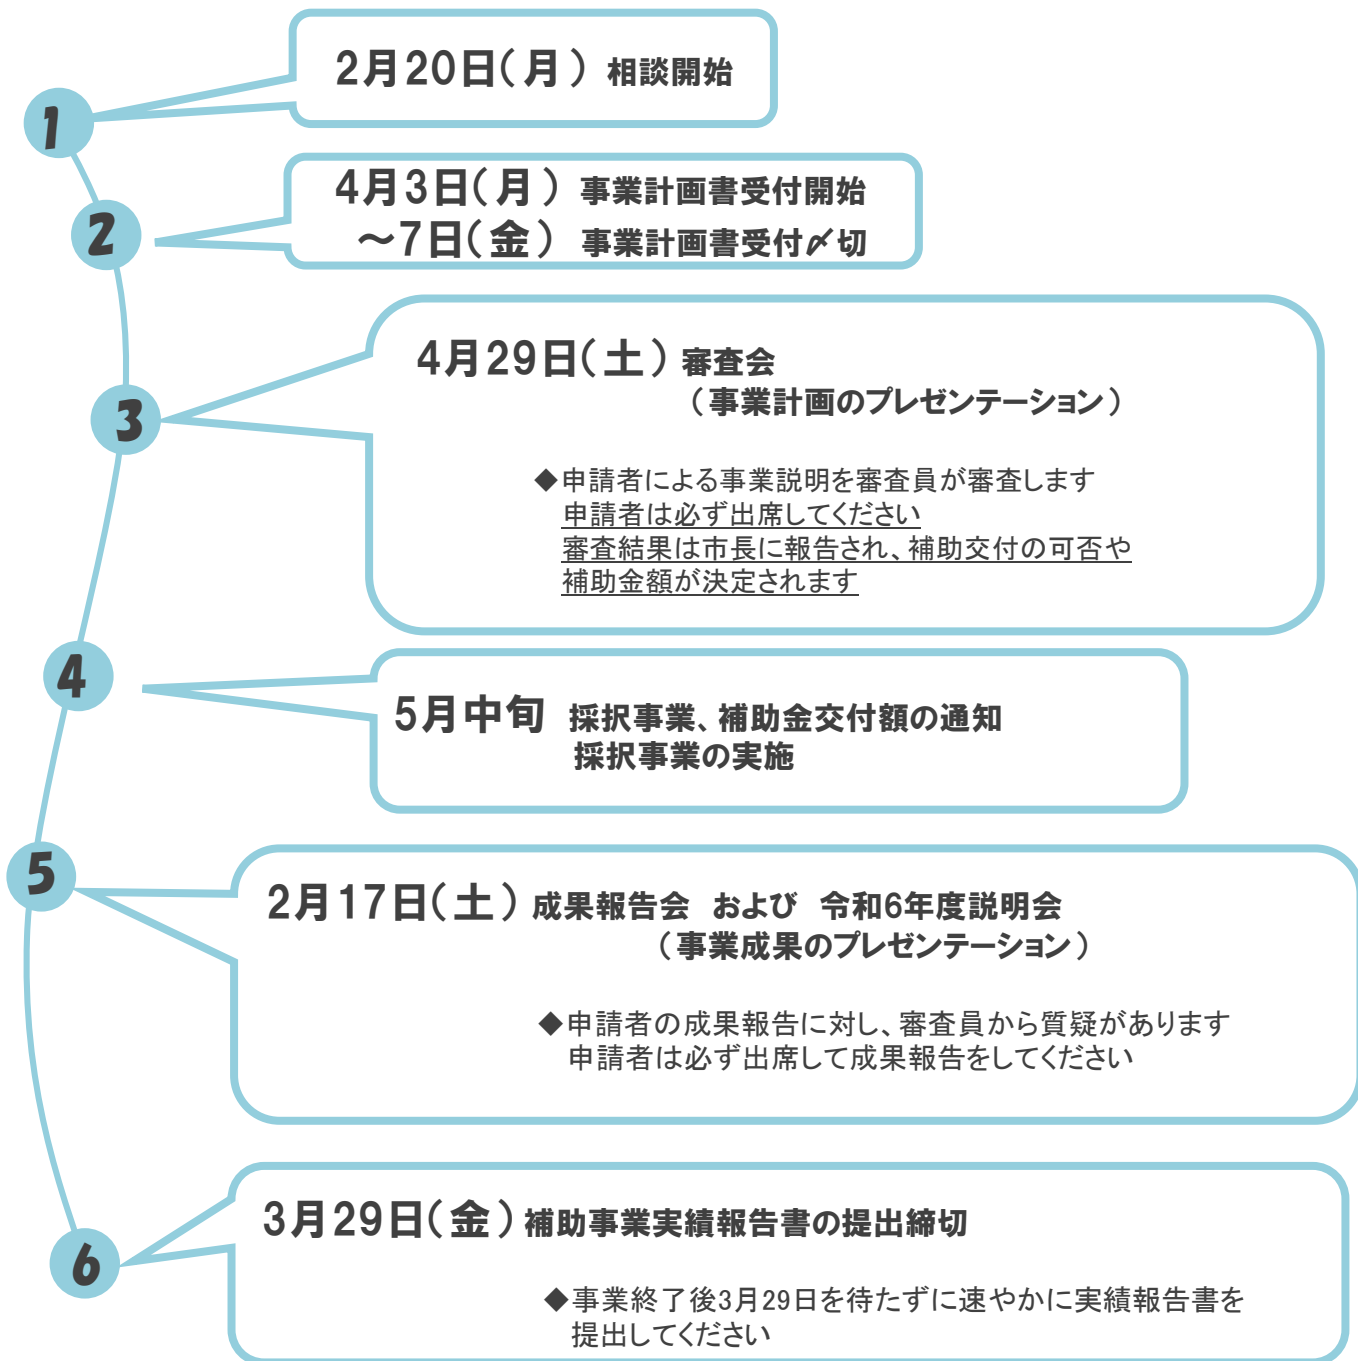 1
2月20日(月) 相談開始
2
4月3日(月) 事業計画書受付開始
～7日(金) 事業計画書受付〆切
3
4月29日(土) 審査会
（事業計画のプレゼンテーション）
◆申請者による事業説明を審査員が審査します
申請者は必ず出席してください
審査結果は市長に報告され、補助交付の可否や
補助金額が決定されます
4
5月中旬 採択事業、補助金交付額の通知
採択事業の実施
5
2月17日(土) 成果報告会 および 令和6年度説明会
（事業成果のプレゼンテーション）
◆申請者の成果報告に対し、審査員から質疑があります
申請者は必ず出席して成果報告をしてください
6
3月29日(金) 補助事業実績報告書の提出締切
◆事業終了後3月29日を待たずに速やかに実績報告書を
提出してください